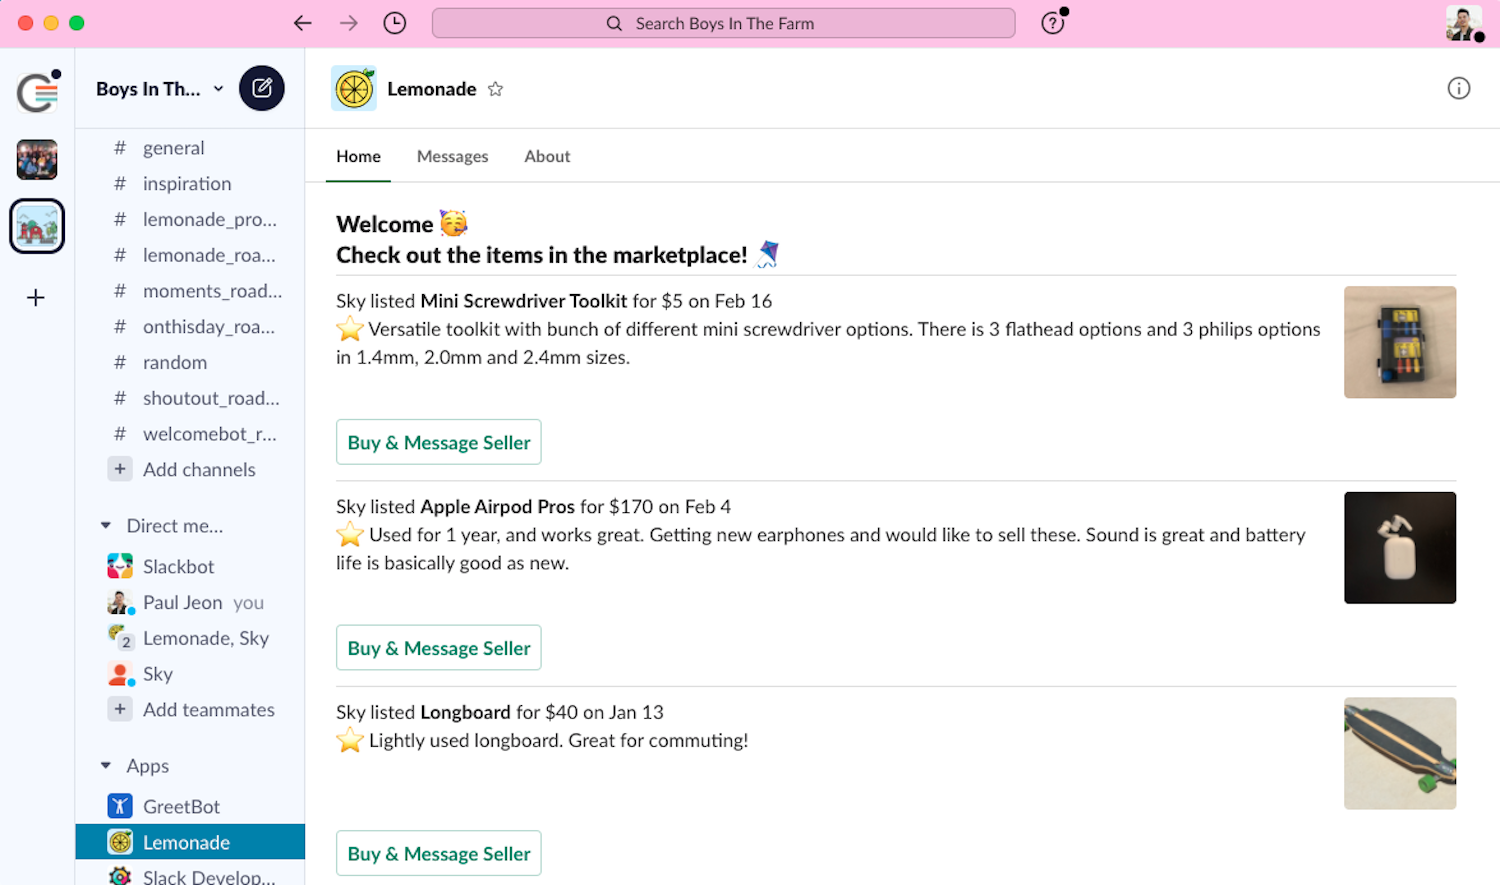 Search Boys In The Farm
Boys In Th...
# general
# inspiration
# lemonade_pro...
# lemonade_roa...
# moments_road...
# onthisday_roa...
# random
# shoutout_road...
# welcomebot_r...
+ Add channels
Direct me...
Slackbot
Paul Jeon you
2 Lemonade, Sky
Sky
+ Add teammates
Apps
GreetBot
Lemonade
Slack Develop...
Lemonade
Home Messages About
Welcome
Check out the items in the marketplace!
Sky listed Mini Screwdriver Toolkit for $5 on Feb 16
Versatile toolkit with bunch of different mini screwdriver options. There is 3 flathead options and 3 philips options
in 1.4mm, 2.0mm and 2.4mm sizes.
Buy & Message Seller
Sky listed Apple Airpod Pros for $170 on Feb 4
Used for 1 year, and works great. Getting new earphones and would like to sell these. Sound is great and battery
life is basically good as new.
Buy & Message Seller
Sky listed Longboard for $40 on Jan 13
Lightly used longboard. Great for commuting!
Buy & Message Seller